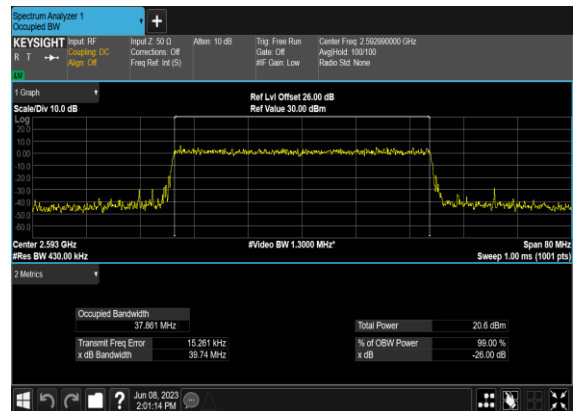 Spectrum Analyzer 1
Occupied BW
KEYSIGHT Input: RF Input Z: 50 Ω Atten: 10 dB Trig: Free Run Center Freq: 2.592990000 GHz
R T Coupling: DC Corrections: Off Gate: Off Avg|Hold: 100/100
Align: Off Freq Ref: Int (S) #IF Gain: Low Radio Std: None
LW
1 Graph
Ref Lvl Offset 26.00 dB
Scale/Div 10.0 dB Ref Value 30.00 dBm
Log
20.0
10.0
0.00
-10.0
-20.0
-30.0
-40.0
-50.0
-60.0
Center 2.593 GHz #Video BW 1.3000 MHz* Span 80 MHz
#Res BW 430.00 kHz Sweep 1.00 ms (1001 pts)
2 Metrics
Occupied Bandwidth
37.861 MHz Total Power 20.6 dBm
Transmit Freq Error 15.261 kHz % of OBW Power 99.00 %
x dB Bandwidth 39.74 MHz x dB -26.00 dB
? Jun 08, 2023
2:01:14 PM